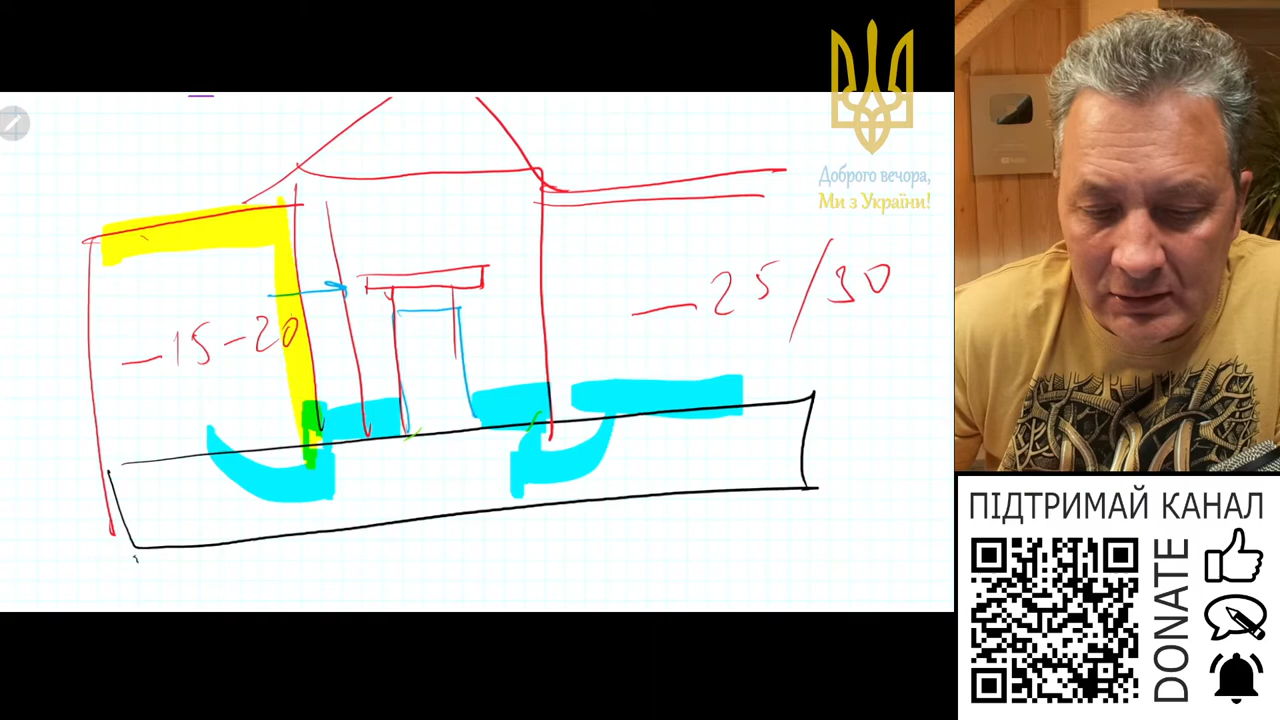 Доброго вечора,
Ми з України!
-15-20
-25/30
ПІДТРИМАЙ КАНАЛ
DONATE